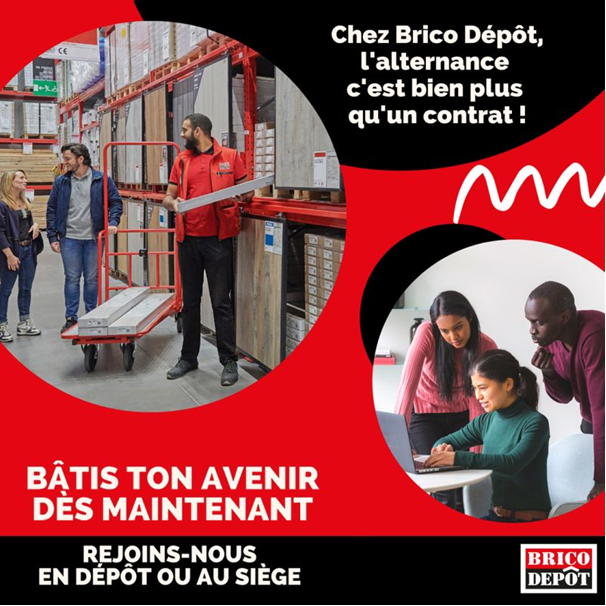 Chez Brico Dépôt,
l'alternance
c'est bien plus
qu'un contrat !
BÂTIS TON AVENIR
DÈS MAINTENANT
REJOINS-NOUS
EN DÉPÔT OU AU SIÈGE
BRICO
DEPÔT